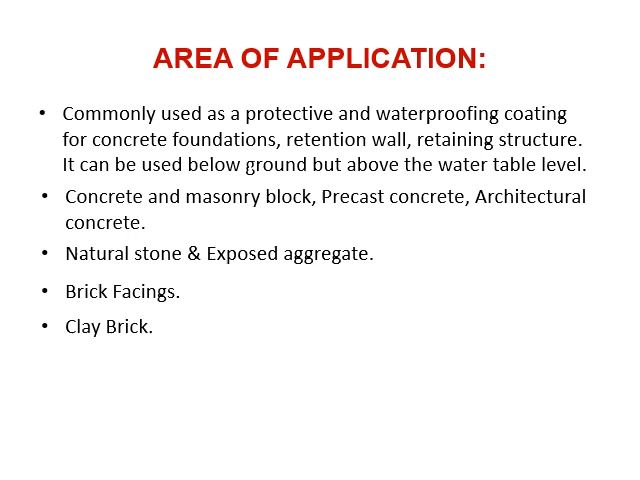 AREA OF APPLICATION:
• Commonly used as a protective and waterproofing coating
for concrete foundations, retention wall, retaining structure.
It can be used below ground but above the water table level.
• Concrete and masonry block, Precast concrete, Architectural
concrete.
• Natural stone & Exposed aggregate.
• Brick Facings.
• Clay Brick.